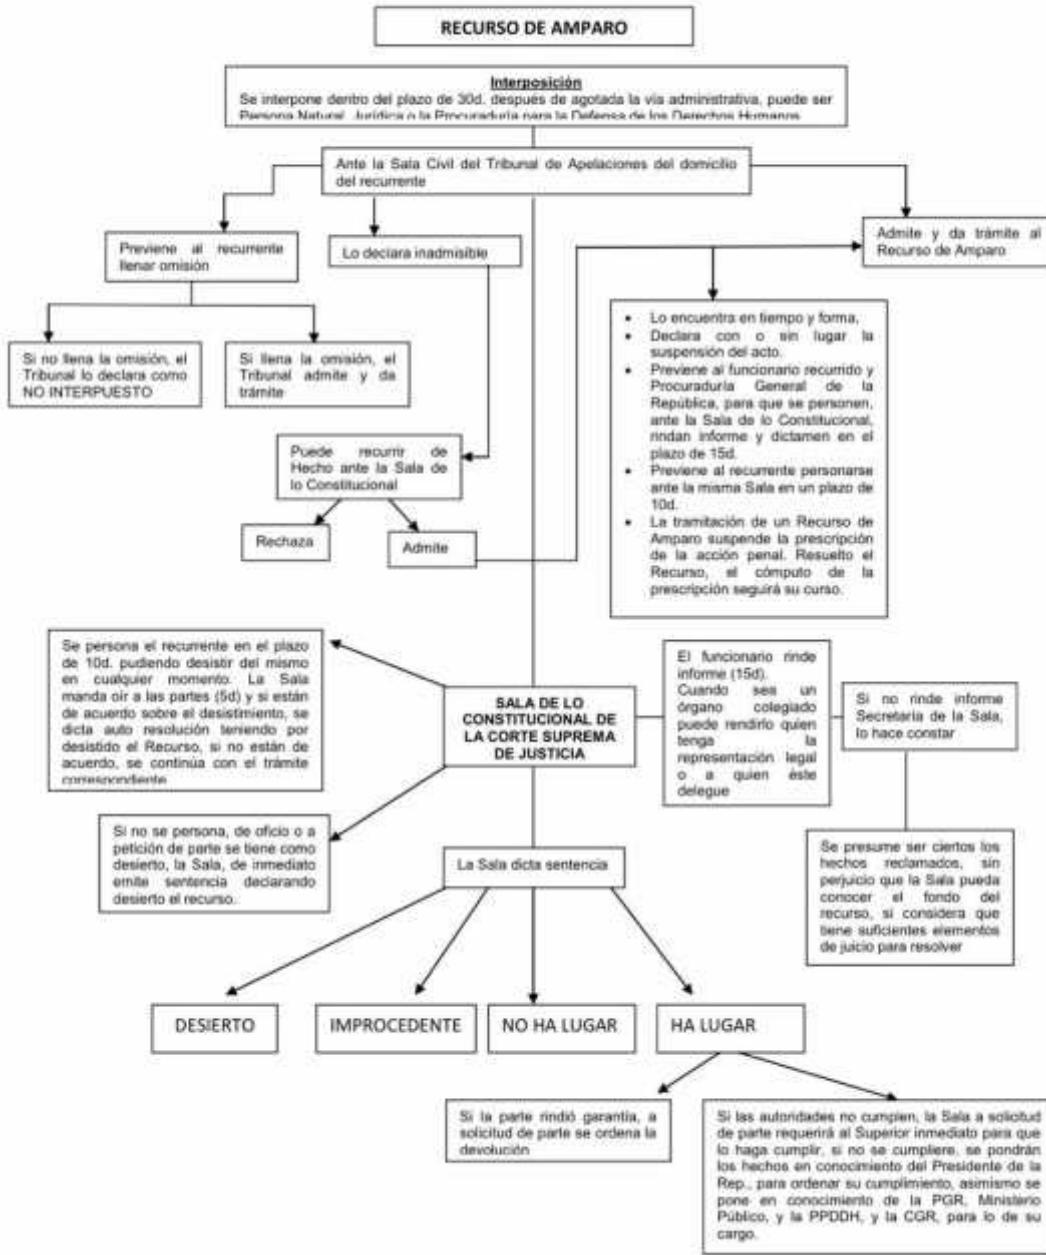 RECURSO DE AMPARO
Interposición
Se interpone dentro del plazo de 30d. después de agotada la vía administrativa, puede ser
Persona Natural, Jurídica o la Procuraduría para la Defensa de los Derechos Humanos
Ante la Sala Civil del Tribunal de Apelaciones del domicilio
del recurrente
Previene al recurrente
llenar omisión
Lo declara inadmisible
Admite y da trámite al
Recurso de Amparo
Si no llena la omisión, el
Tribunal lo declara como
NO INTERPUESTO
Si llena la omisión, el
Tribunal admite y da
trámite
• Lo encuentra en tiempo y forma,
• Declara con o sin lugar la
suspensión del acto.
• Previene al funcionario recurrido y
Procuraduría General de la
República, para que se personen,
ante la Sala de lo Constitucional,
rindan informe y dictamen en el
plazo de 15d.
• Previene al recurrente personarse
ante la misma Sala en un plazo de
10d.
• La tramitación de un Recurso de
Amparo suspende la prescripción
de la acción penal. Resuelto el
Recurso, el cómputo de la
prescripción seguirá su curso.
Puede recurrir de
Hecho ante la Sala de
lo Constitucional
Rechaza
Admite
Se persona el recurrente en el plazo
de 10d. pudiendo desistir del mismo
en cualquier momento. La Sala
manda oír a las partes (5d) y si están
de acuerdo sobre el desistimiento, se
dicta auto resolución teniendo por
desistido el Recurso, si no están de
acuerdo, se continúa con el trámite
correspondiente
SALA DE LO
CONSTITUCIONAL DE
LA CORTE SUPREMA
DE JUSTICIA
El funcionario rinde
informe (15d).
Cuando sea un
órgano colegiado
puede rendirlo quien
tenga la
representación legal
o a quien éste
delegue
Si no rinde informe
Secretaría de la Sala,
lo hace constar
Si no se persona, de oficio o a
petición de parte se tiene como
desierto, la Sala, de inmediato
emite sentencia declarando
desierto el recurso.
La Sala dicta sentencia
Se presume ser ciertos los
hechos reclamados, sin
perjuicio que la Sala pueda
conocer el fondo del
recurso, si considera que
tiene suficientes elementos
de juicio para resolver
DESIERTO
IMPROCEDENTE
NO HA LUGAR
HA LUGAR
Si la parte rindió garantía, a
solicitud de parte se ordena la
devolución
Si las autoridades no cumplen, la Sala a solicitud
de parte requerirá al Superior inmediato para que
lo haga cumplir, si no se cumpliere, se pondrán
los hechos en conocimiento del Presidente de la
Rep., para ordenar su cumplimiento, asimismo se
pone en conocimiento de la PGR, Ministerio
Público, y la PPDDH, y la CGR, para lo de su
cargo.